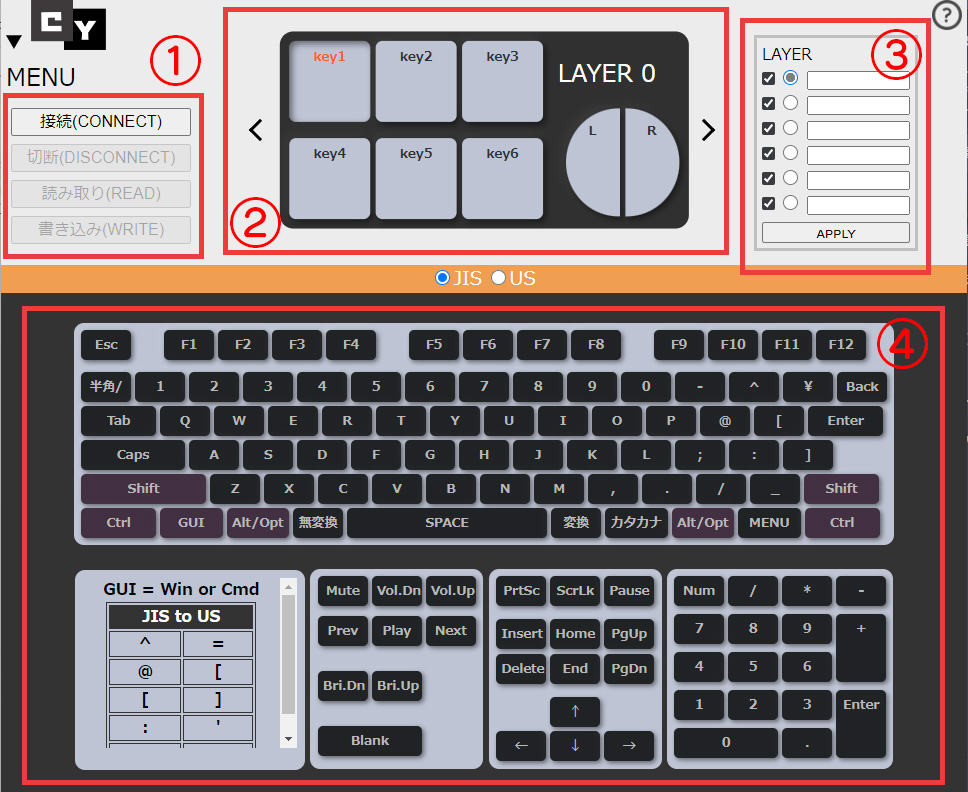 CY
?
▼
MENU
①
接続(CONNECT)
切断(DISCONNECT)
読み取り(READ)
書き込み(WRITE)
key1 key2 key3
LAYER 0
L R
key4 key5 key6
②
③
LAYER
APPLY
JIS US
④
Esc F1 F2 F3 F4 F5 F6 F7 F8 F9 F10 F11 F12
半角/ 1 2 3 4 5 6 7 8 9 0 - ^ ¥ Back
Tab Q W E R T Y U I O P @ [ Enter
Caps A S D F G H J K L ; : ]
Shift Z X C V B N M , . / _ Shift
Ctrl GUI Alt/Opt 無変換 SPACE 変換 カタカナ Alt/Opt MENU Ctrl
GUI = Win or Cmd
JIS to US
^ =
@ [
[ ]
: '
Mute Vol.Dn Vol.Up
Prev Play Next
Bri.Dn Bri.Up
Blank
PrtSc ScrLk Pause
Insert Home PgUp
Delete End PgDn
↑
← ↓ →
Num / * -
7 8 9 +
4 5 6
1 2 3 Enter
0 .